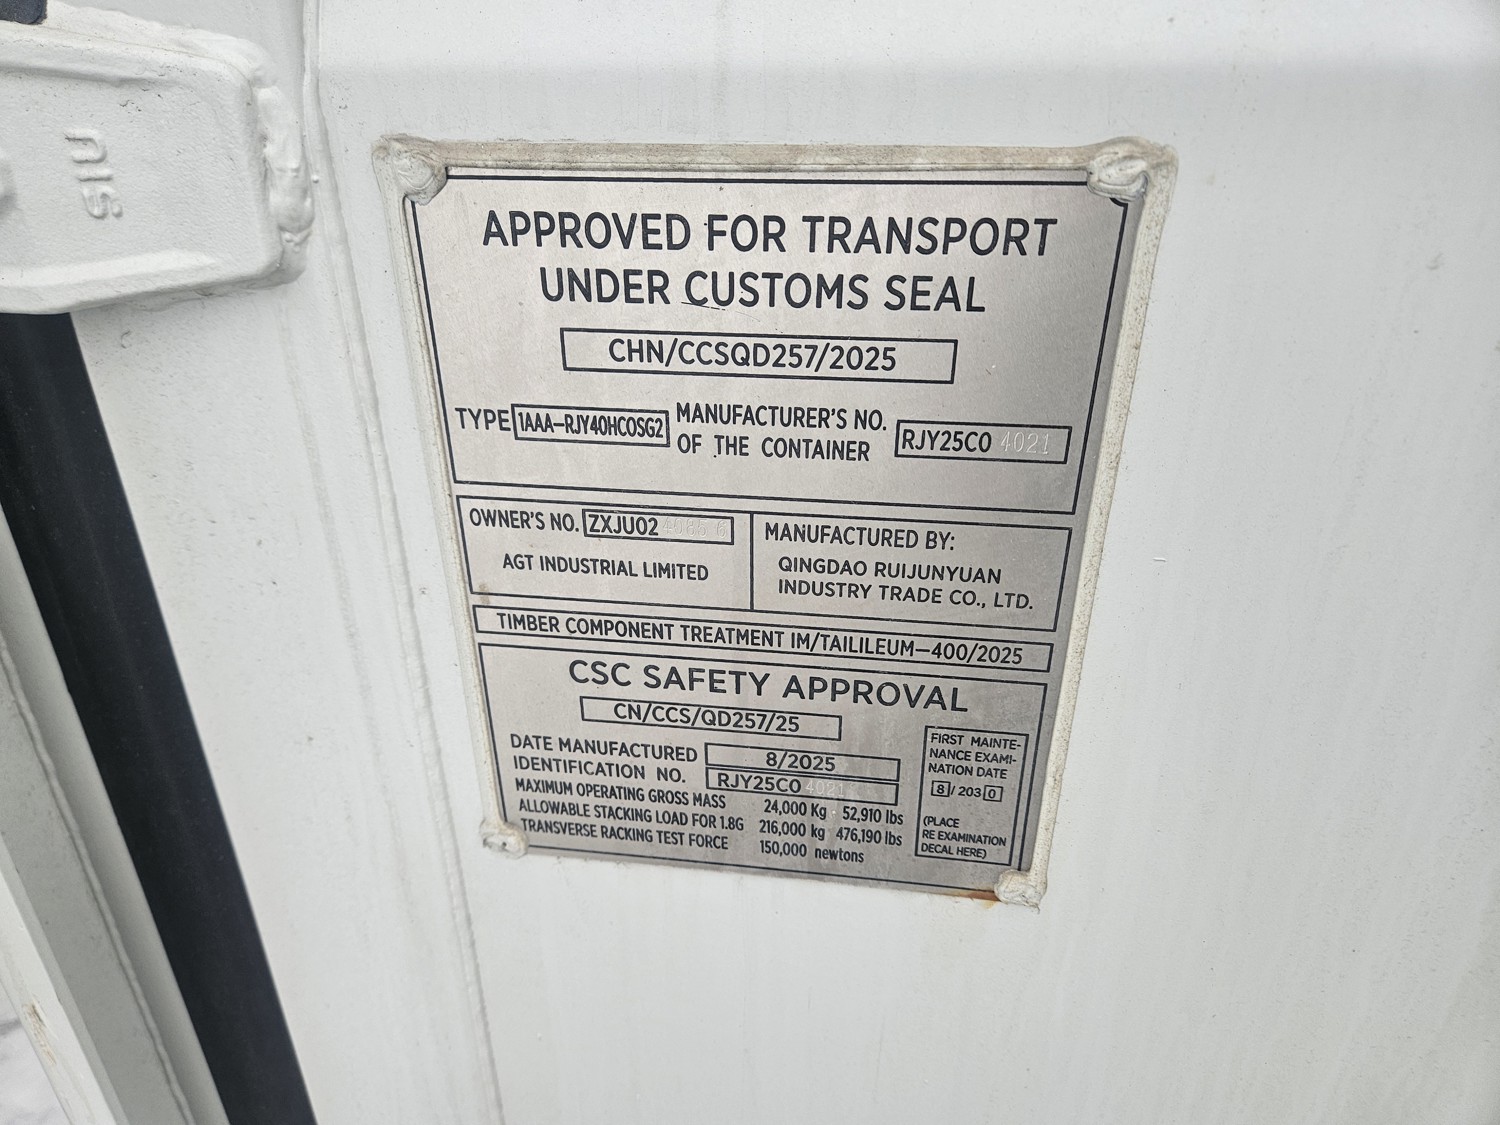 SIU
APPROVED FOR TRANSPORT
UNDER CUSTOMS SEAL
CHN/CCSQD257/2025
TYPE 1AAA-RJY40HCOSG2
MANUFACTURER'S NO.
OF THE CONTAINER
RJY25C0 4021
OWNER'S NO. ZXJU02
AGT INDUSTRIAL LIMITED
MANUFACTURED BY:
QINGDAO RUIJUNYUAN
INDUSTRY TRADE CO., LTD.
TIMBER COMPONENT TREATMENT IM/TAILILEUM-400/2025
CSC SAFETY APPROVAL
CN/CCS/QD257/25
DATE MANUFACTURED 8/2025
IDENTIFICATION NO. RJY25C0 4021
MAXIMUM OPERATING GROSS MASS 24,000 Kg 52,910 lbs
ALLOWABLE STACKING LOAD FOR 1.8G 216,000 kg 476,190 lbs
TRANSVERSE RACKING TEST FORCE 150,000 newtons
FIRST MAINTE-
NANCE EXAMI-
NATION DATE
8 / 203 0
(PLACE
RE EXAMINATION
DECAL HERE)